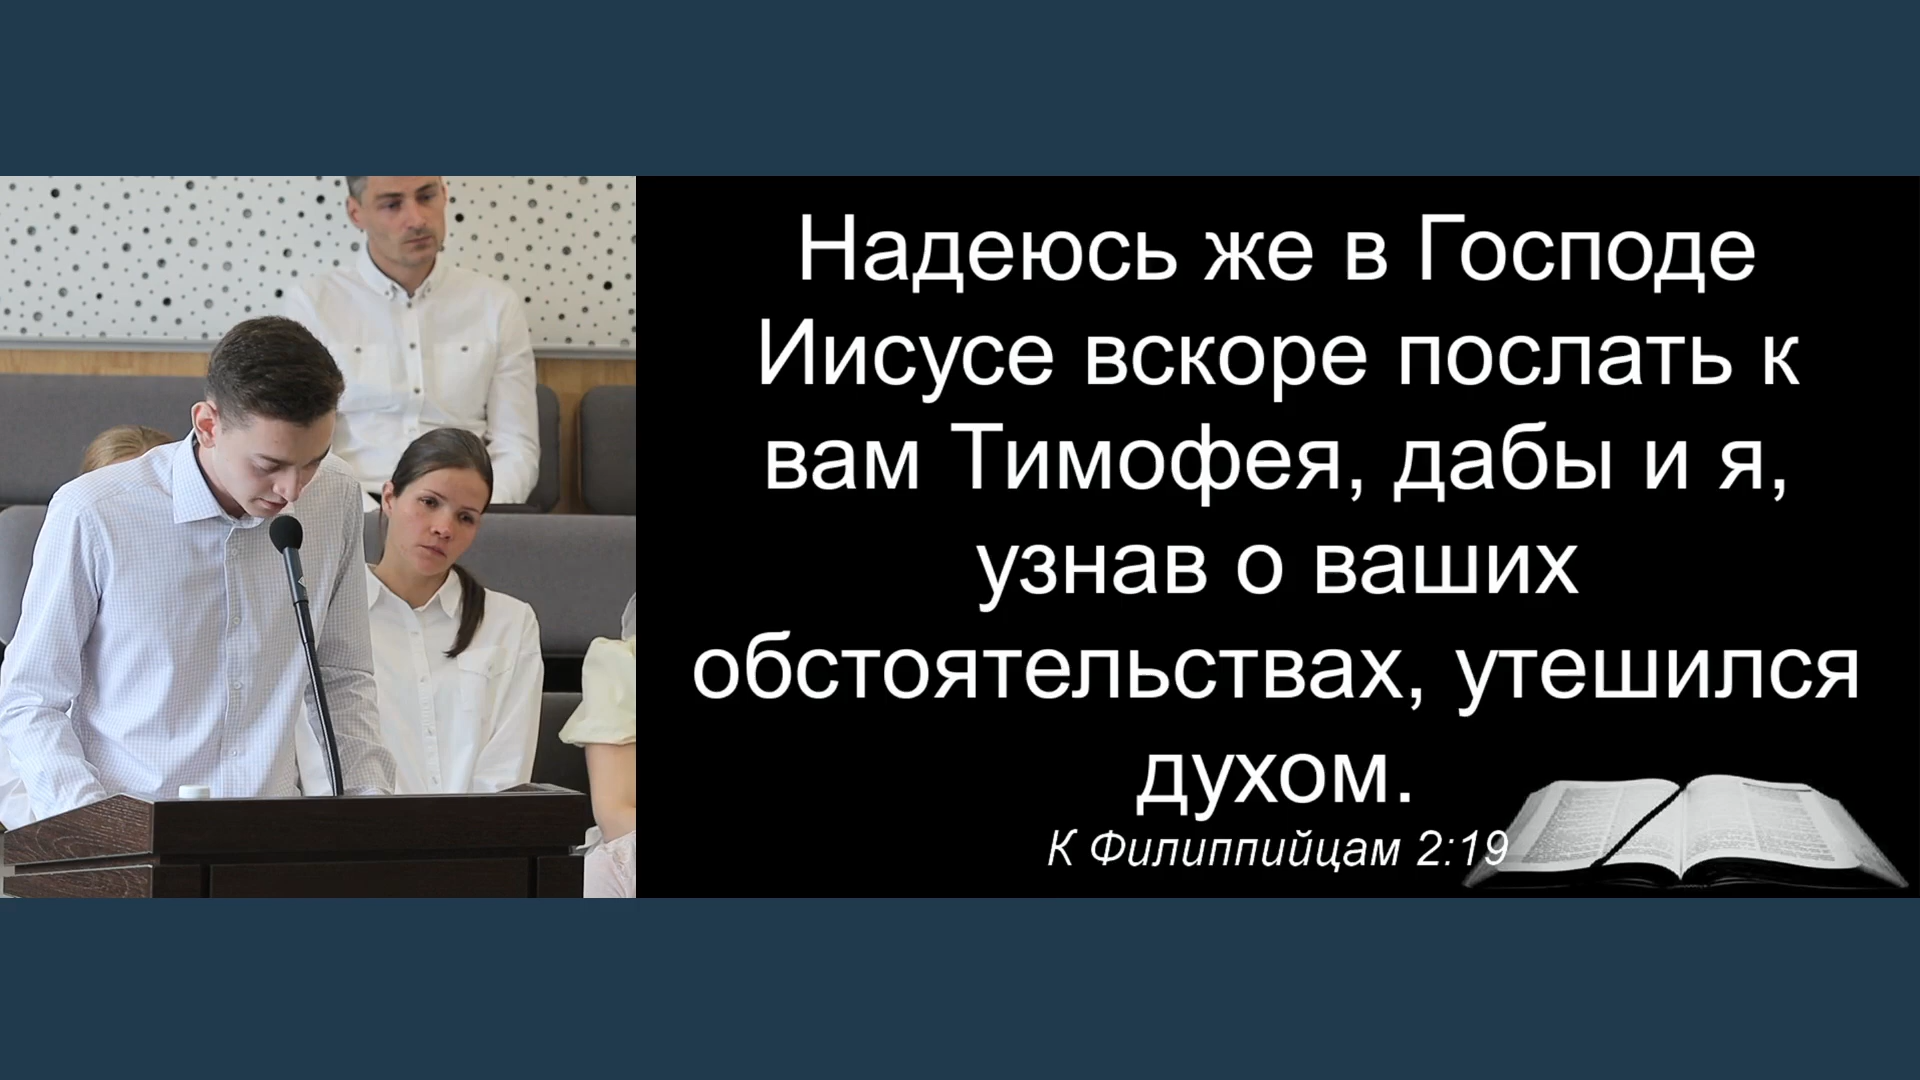 Надеюсь же в Господе
Иисусе вскоре послать к
вам Тимофея, дабы и я,
узнав о ваших
обстоятельствах, утешился
духом.
К Филиппийцам 2:19